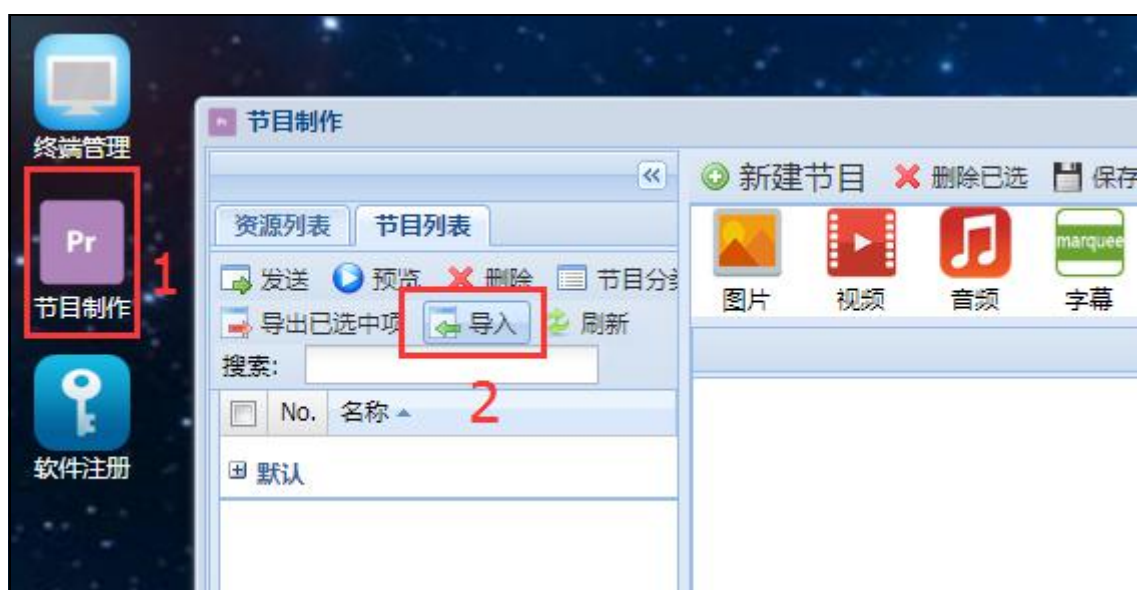 终端管理
Pr
节目制作
1
软件注册
节目制作
资源列表 节目列表
发送 预览 删除 节目分类
导出已选中项 导入 刷新
搜索:
2
No. 名称
默认
新建节目 删除已选 保存
marquee
图片 视频 音频 字幕